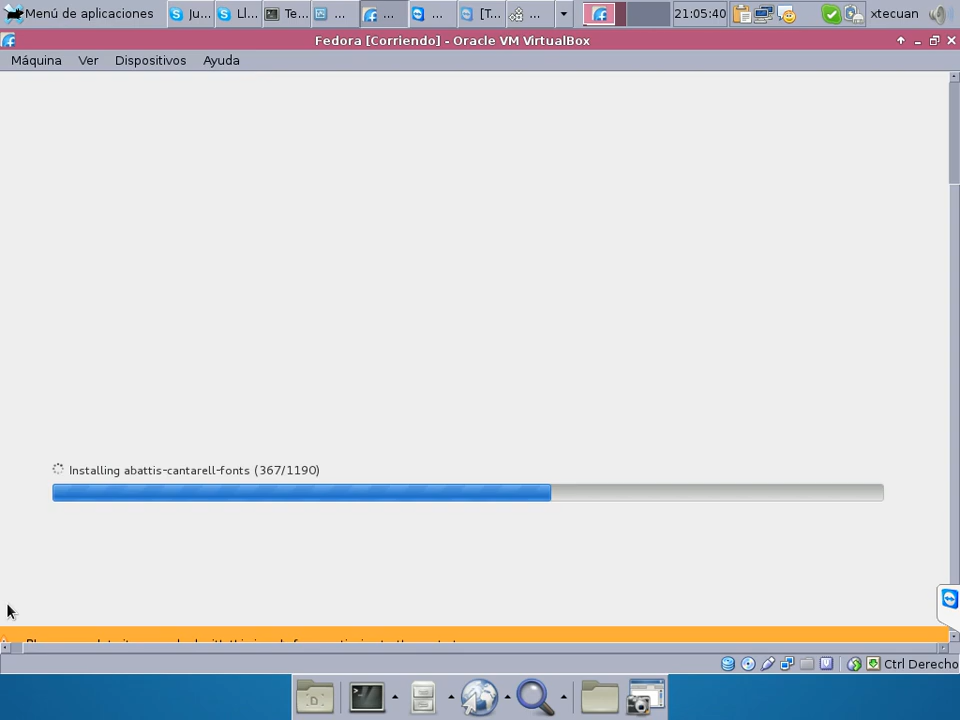 Menú de aplicaciones Ju... Ll... Te... ... ... ... [T... ... 21:05:40 xtecuan
Fedora [Corriendo] - Oracle VM VirtualBox
Máquina Ver Dispositivos Ayuda
Installing abattis-cantarell-fonts (367/1190)
Ctrl Derecho